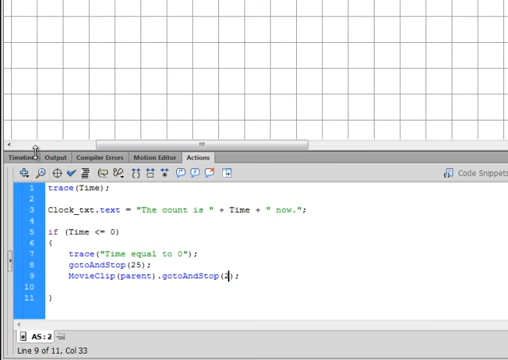 Timeline Output Compiler Errors Motion Editor Actions
Code Snippets
1 trace(Time);
2
3 Clock_txt.text = "The count is " + Time + " now.";
4
5 if (Time <= 0)
6 {
7 trace("Time equal to 0");
8 gotoAndStop(25);
9 MovieClip(parent).gotoAndStop(2);
10
11 }
AS:2
Line 9 of 11, Col 33